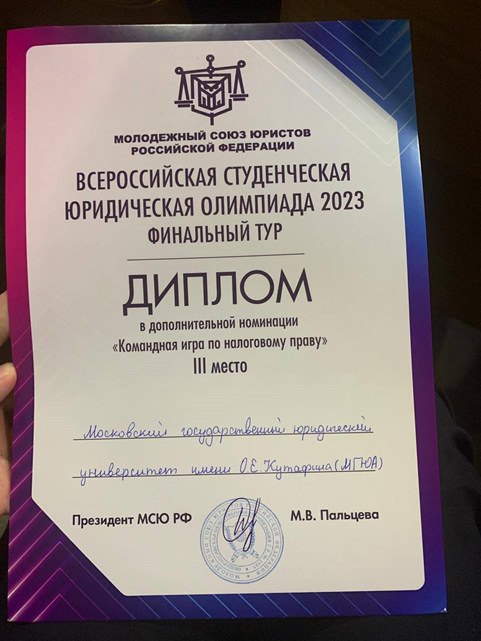 МОЛОДЕЖНЫЙ СОЮЗ ЮРИСТОВ
РОССИЙСКОЙ ФЕДЕРАЦИИ
ВСЕРОССИЙСКАЯ СТУДЕНЧЕСКАЯ
ЮРИДИЧЕСКАЯ ОЛИМПИАДА 2023
ФИНАЛЬНЫЙ ТУР
ДИПЛОМ
в дополнительной номинации
«Командная игра по налоговому праву»
III место
Московский государственный юридический
университет имени О.Е. Кутафина (МГЮА)
Президент МСЮ РФ М.В. Пальцева